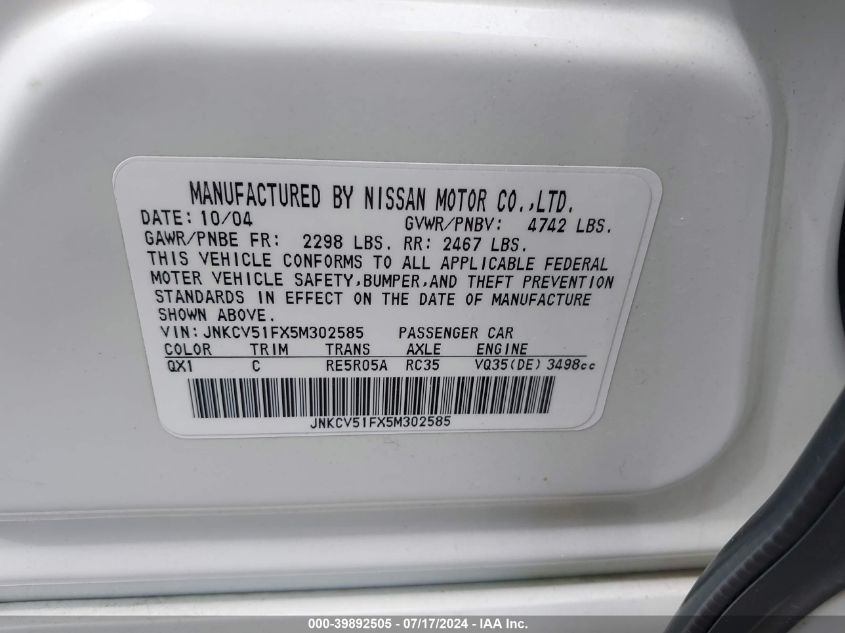 MANUFACTURED BY NISSAN MOTOR CO.,LTD.
DATE: 10/04 GVWR/PNBV: 4742 LBS.
GAWR/PNBE FR: 2298 LBS. RR: 2467 LBS.
THIS VEHICLE CONFORMS TO ALL APPLICABLE FEDERAL
MOTER VEHICLE SAFETY,BUMPER,AND THEFT PREVENTION
STANDARDS IN EFFECT ON THE DATE OF MANUFACTURE
SHOWN ABOVE.
VIN: JNKCV51FX5M302585 PASSENGER CAR
COLOR TRIM TRANS AXLE ENGINE
QX1 C RE5R05A RC35 VQ35(DE) 3498cc
JNKCV51FX5M302585
000-39892505 - 07/17/2024 - IAA, Inc.